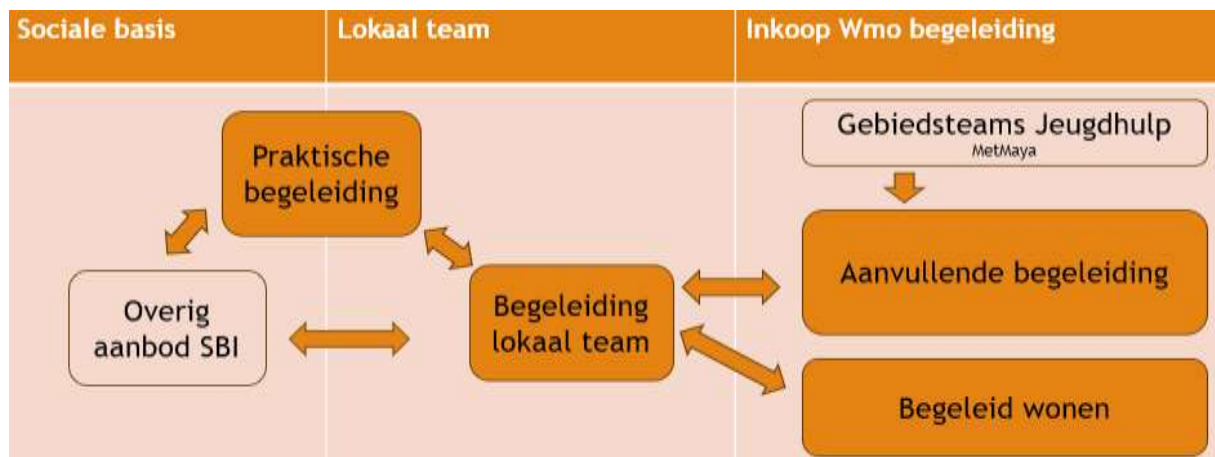 Sociale basis
Lokaal team
Inkoop Wmo begeleiding
Praktische
begeleiding
Overig
aanbod SBI
Begeleiding
lokaal team
Gebiedsteams Jeugdhulp
MetMaya
Aanvullende begeleiding
Begeleid wonen